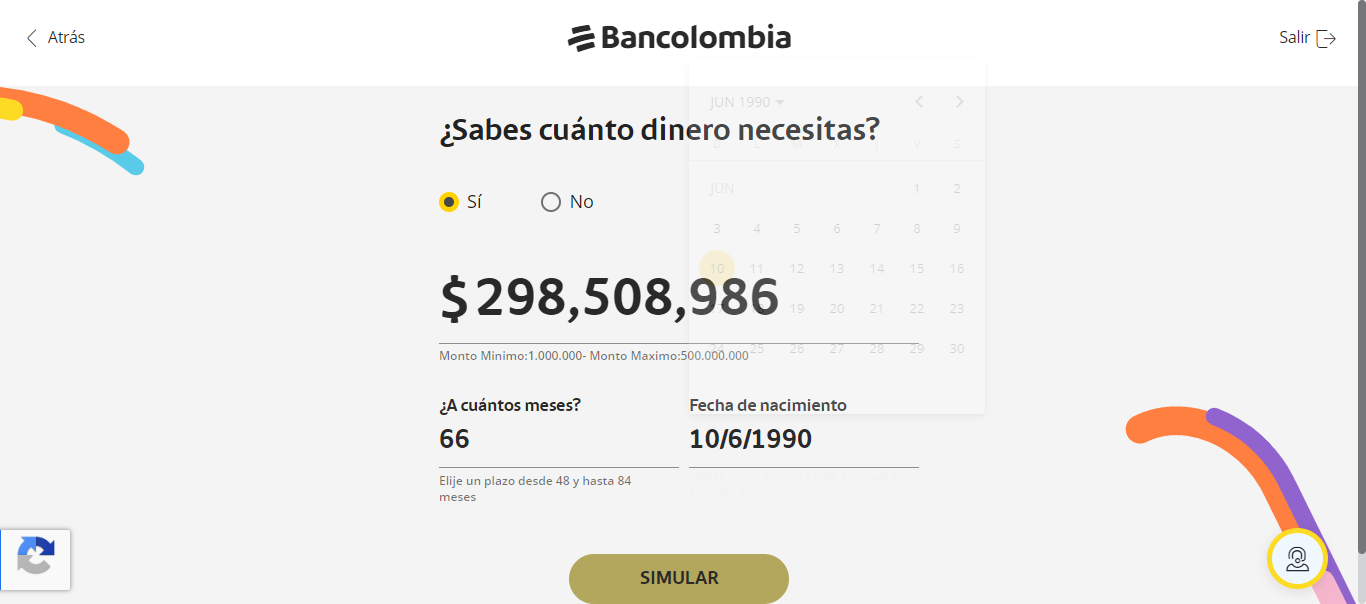 Atrás
Bancolombia
Salir
¿Sabes cuánto dinero necesitas?
JUN 1990
D L M X J V S
Sí
No
JUN 1 2
3 4 5 6 7 8 9
10 11 12 13 14 15 16
17 18 19 20 21 22 23
24 25 26 27 28 29 30
$298,508,986
Monto Minimo:1.000.000- Monto Maximo:500.000.000
¿A cuántos meses?
66
Elije un plazo desde 48 y hasta 84
meses
Fecha de nacimiento
10/6/1990
SIMULAR